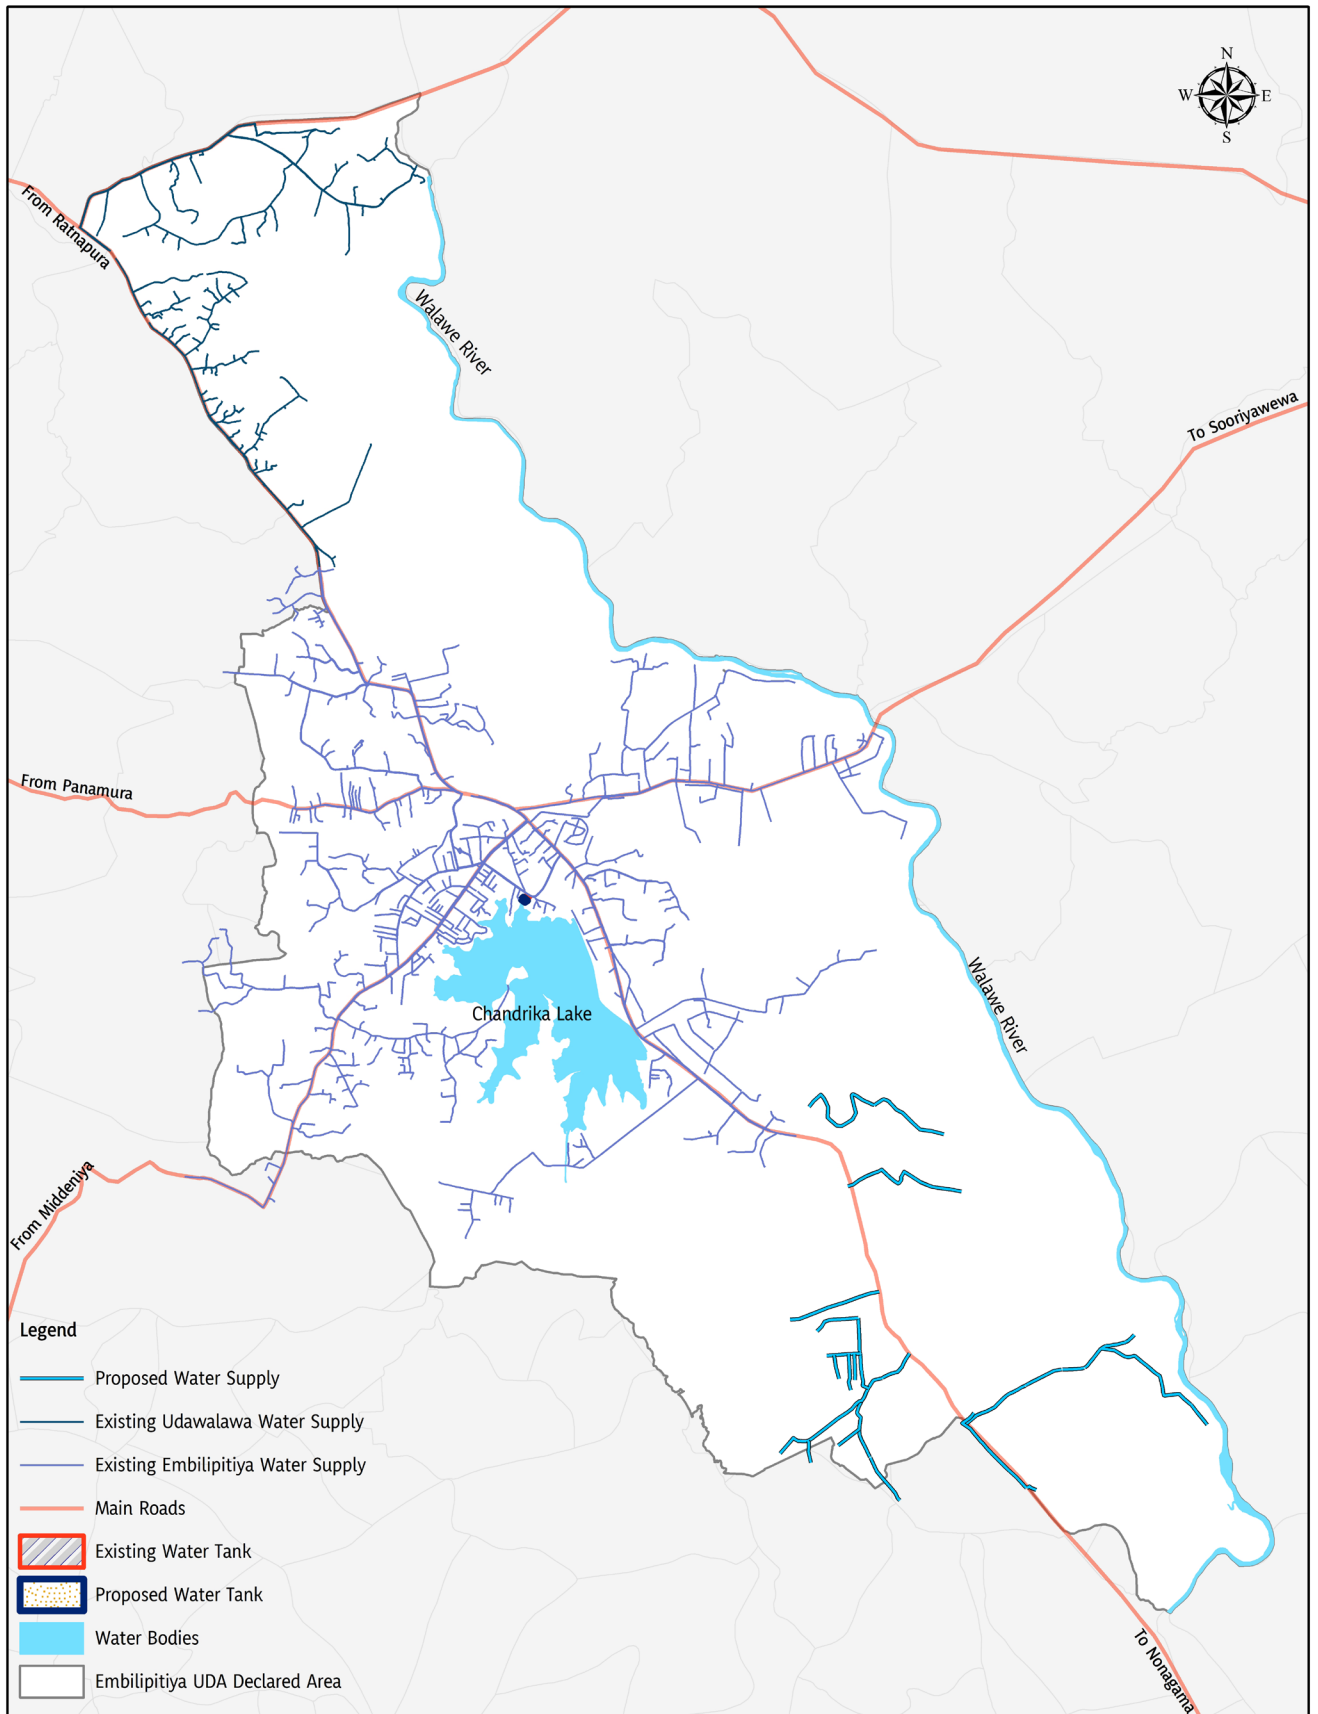 N
W
E
S
From Ratnapura
Walawe River
To Sooriyawewa
From Panamura
Walawe River
Chandrika Lake
From Middeniya
Legend
Proposed Water Supply
Existing Udawalawa Water Supply
Existing Embilipitiya Water Supply
Main Roads
Existing Water Tank
Proposed Water Tank
Water Bodies
Embilipitiya UDA Declared Area
To Nonagama